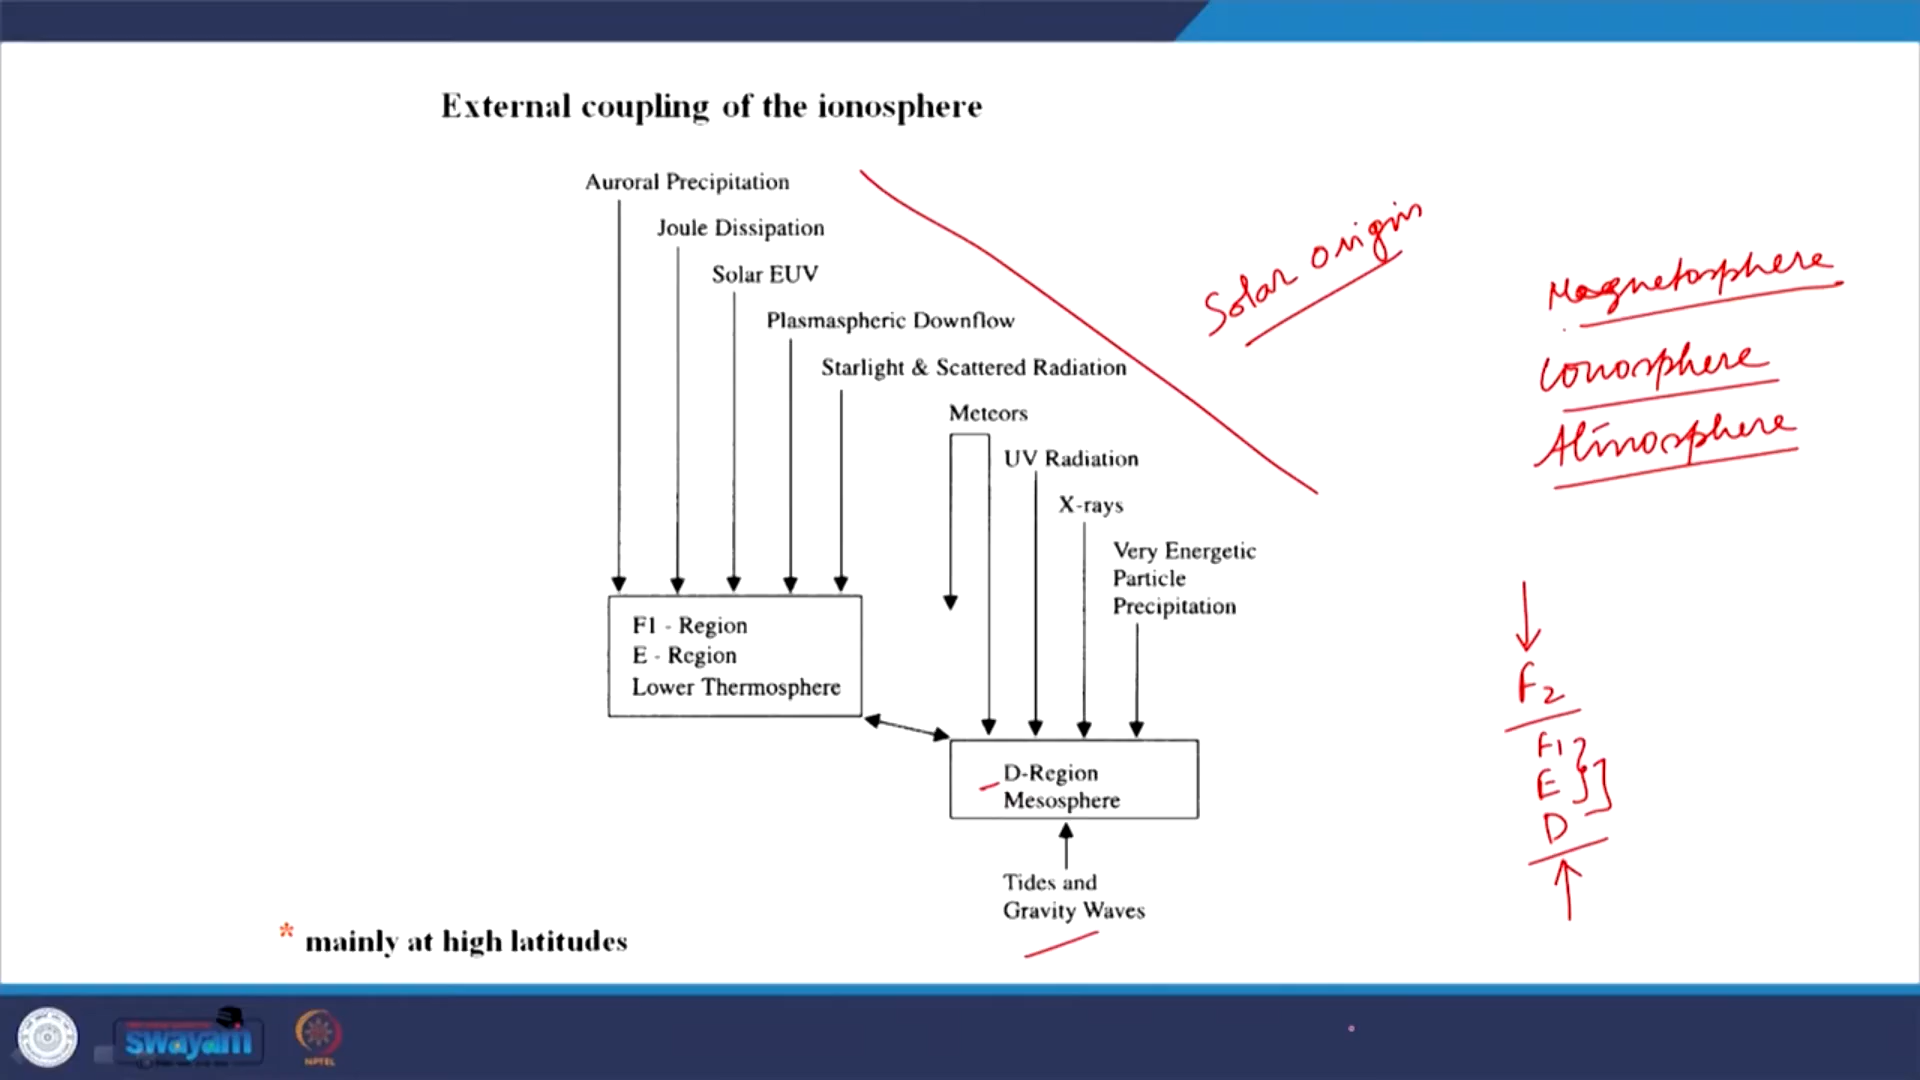 External coupling of the ionosphere
Auroral Precipitation
Joule Dissipation
Solar EUV
Plasmaspheric Downflow
Starlight & Scattered Radiation
Meteors
UV Radiation
X-rays
Very Energetic
Particle
Precipitation
F1 - Region
E - Region
Lower Thermosphere
D-Region
Mesosphere
Tides and
Gravity Waves
* mainly at high latitudes
Solar origin
Magnetosphere
Ionosphere
Atmosphere
F2
F1
E
D
swayam
NPTEL